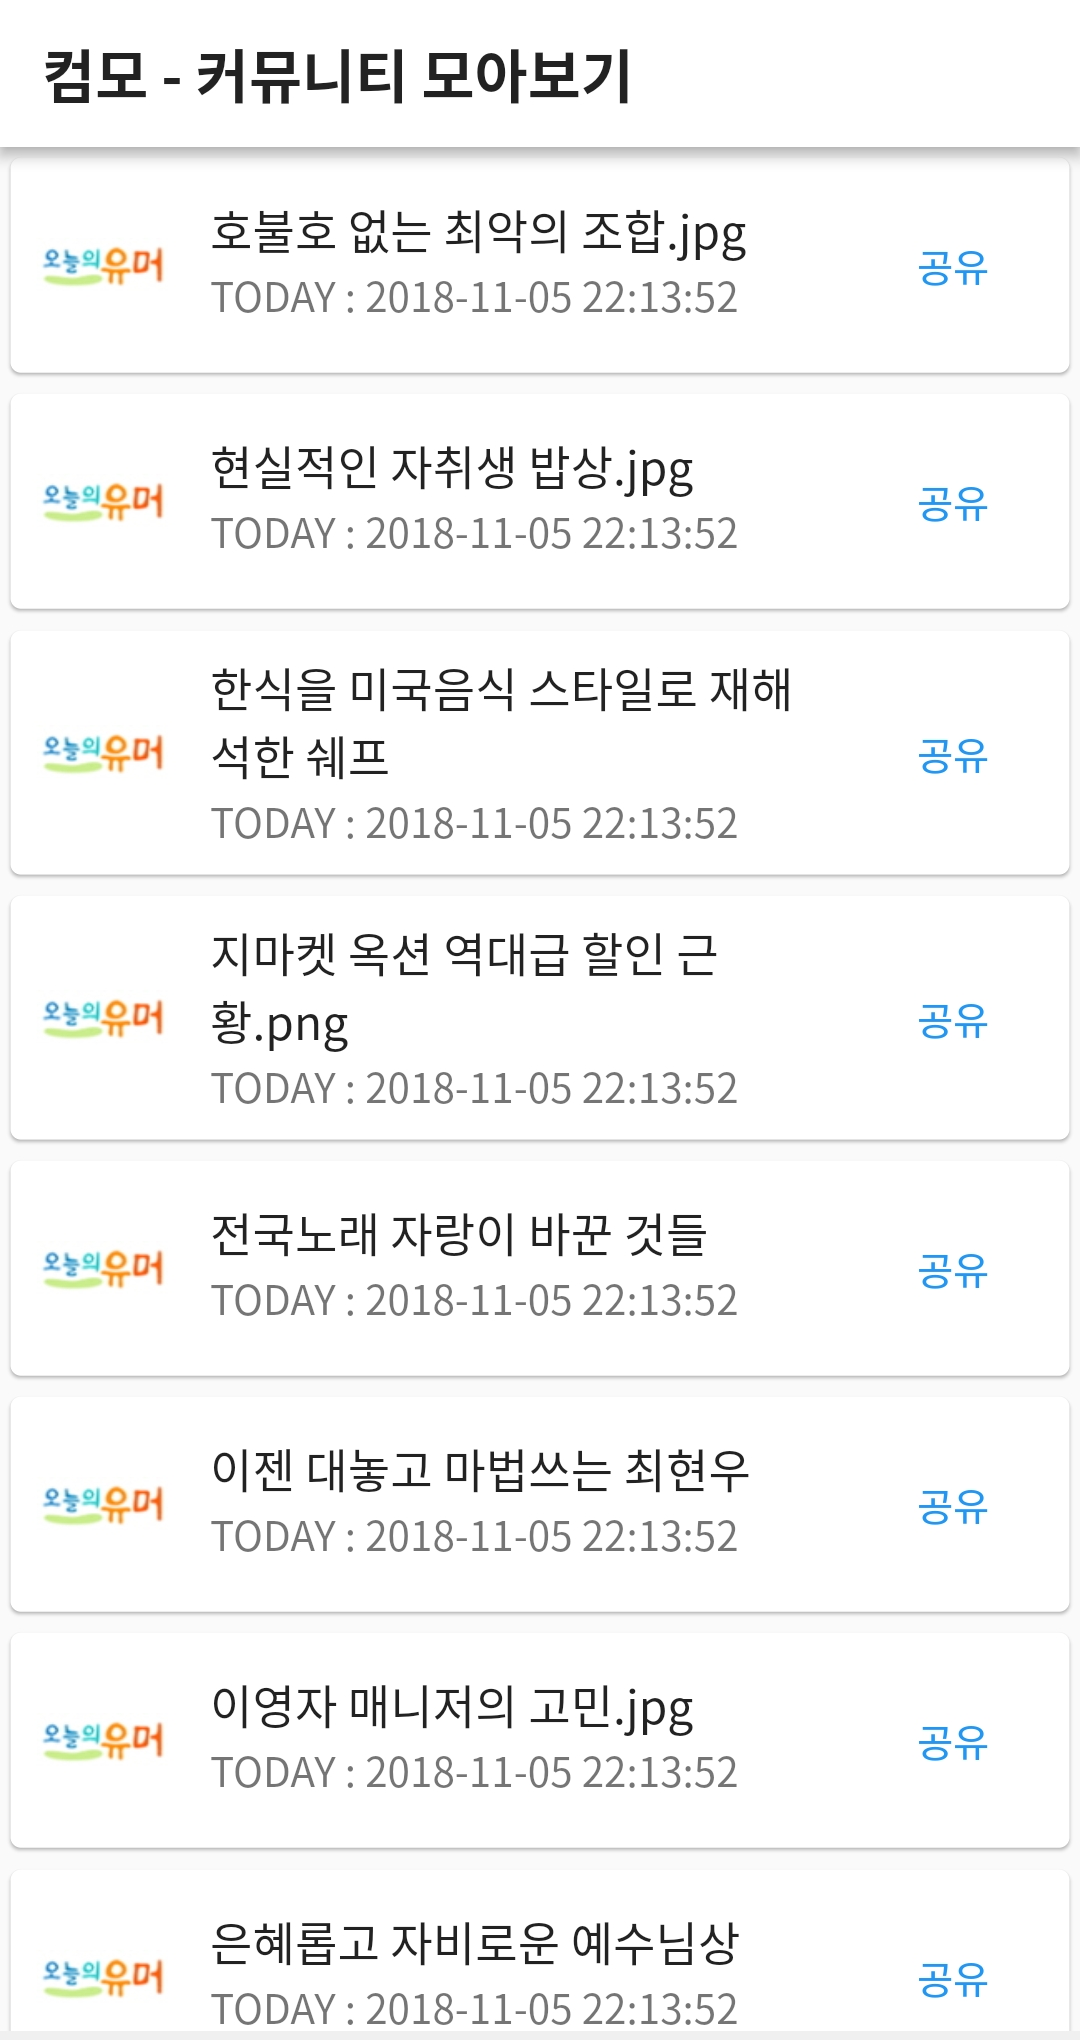 컴모 - 커뮤니티 모아보기
오늘의유머
호불호 없는 최악의 조합.jpg
TODAY : 2018-11-05 22:13:52
공유
오늘의유머
현실적인 자취생 밥상.jpg
TODAY : 2018-11-05 22:13:52
공유
오늘의유머
한식을 미국음식 스타일로 재해
석한 쉐프
TODAY : 2018-11-05 22:13:52
공유
오늘의유머
지마켓 옥션 역대급 할인 근
황.png
TODAY : 2018-11-05 22:13:52
공유
오늘의유머
전국노래 자랑이 바꾼 것들
TODAY : 2018-11-05 22:13:52
공유
오늘의유머
이젠 대놓고 마법쓰는 최현우
TODAY : 2018-11-05 22:13:52
공유
오늘의유머
이영자 매니저의 고민.jpg
TODAY : 2018-11-05 22:13:52
공유
오늘의유머
은혜롭고 자비로운 예수님상
TODAY : 2018-11-05 22:13:52
공유